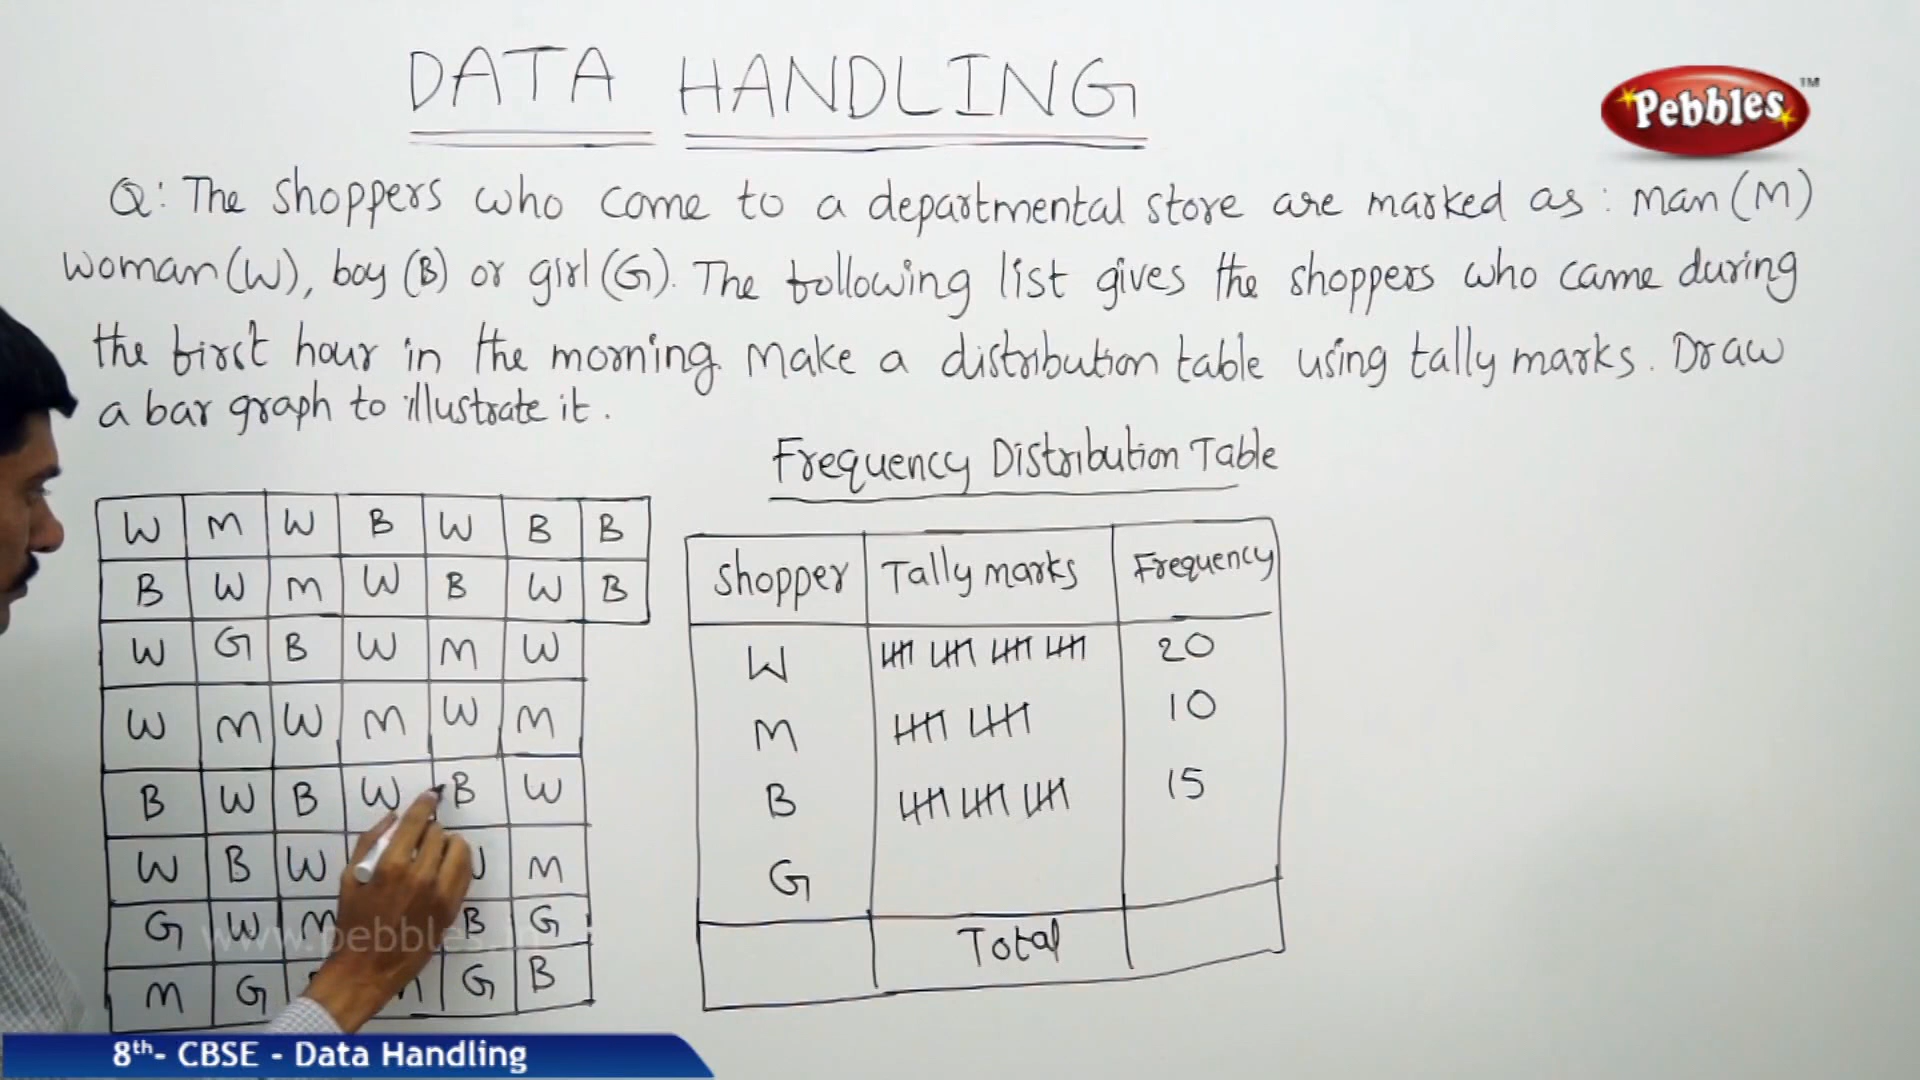 DATA HANDLING
Pebbles™
Q: The shoppers who come to a departmental store are marked as: man (M)
woman (W), boy (B) or girl (G). The following list gives the shoppers who came during
the first hour in the morning. Make a distribution table using tally marks. Draw
a bar graph to illustrate it.
Frequency Distribution Table
W M W B W B B
B W M W B W B
W G B W M W
W M W M W M
B W B W B W
W B W M
G W M B G
M G G B
Shopper Tally marks Frequency
W 20
M 10
B 15
G
Total
8th- CBSE - Data Handling